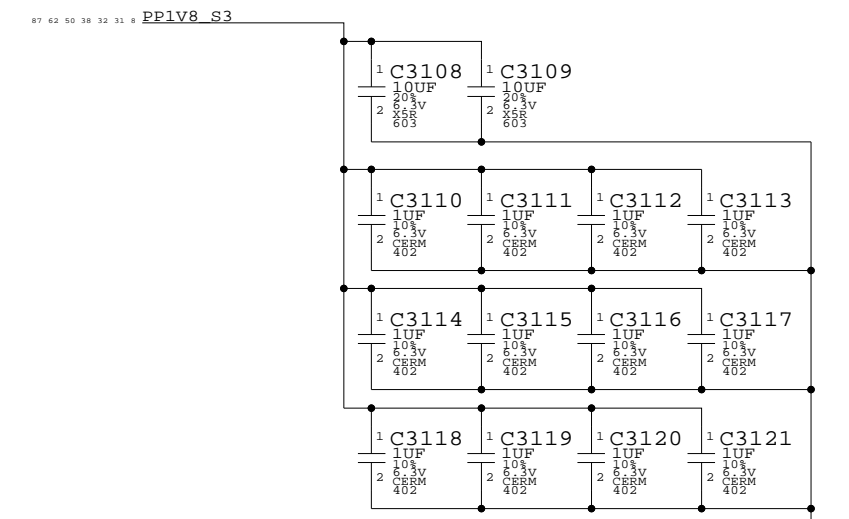 87 62 50 38 32 31 8 PP1V8_S3
1 C3108 1 C3109
10UF 10UF
20% 20%
6.3V 6.3V
2 X5R 2 X5R
603 603
1 C3110 1 C3111 1 C3112 1 C3113
1UF 1UF 1UF 1UF
10% 10% 10% 10%
6.3V 6.3V 6.3V 6.3V
2 CERM 2 CERM 2 CERM 2 CERM
402 402 402 402
1 C3114 1 C3115 1 C3116 1 C3117
1UF 1UF 1UF 1UF
10% 10% 10% 10%
6.3V 6.3V 6.3V 6.3V
2 CERM 2 CERM 2 CERM 2 CERM
402 402 402 402
1 C3118 1 C3119 1 C3120 1 C3121
1UF 1UF 1UF 1UF
10% 10% 10% 10%
6.3V 6.3V 6.3V 6.3V
2 CERM 2 CERM 2 CERM 2 CERM
402 402 402 402